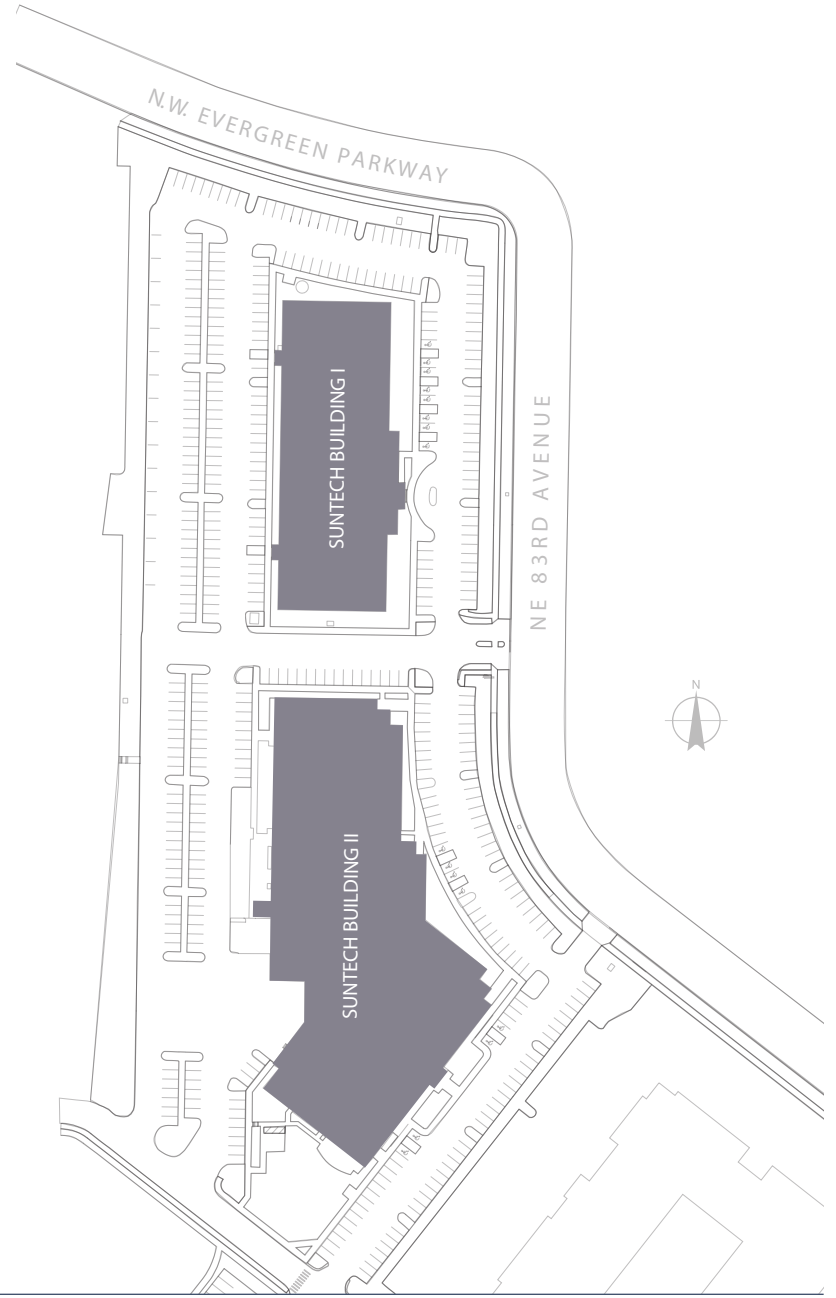 N.W. EVERGREEN PARKWAY
SUNTECH BUILDING I
NE 83RD AVENUE
N
SUNTECH BUILDING II